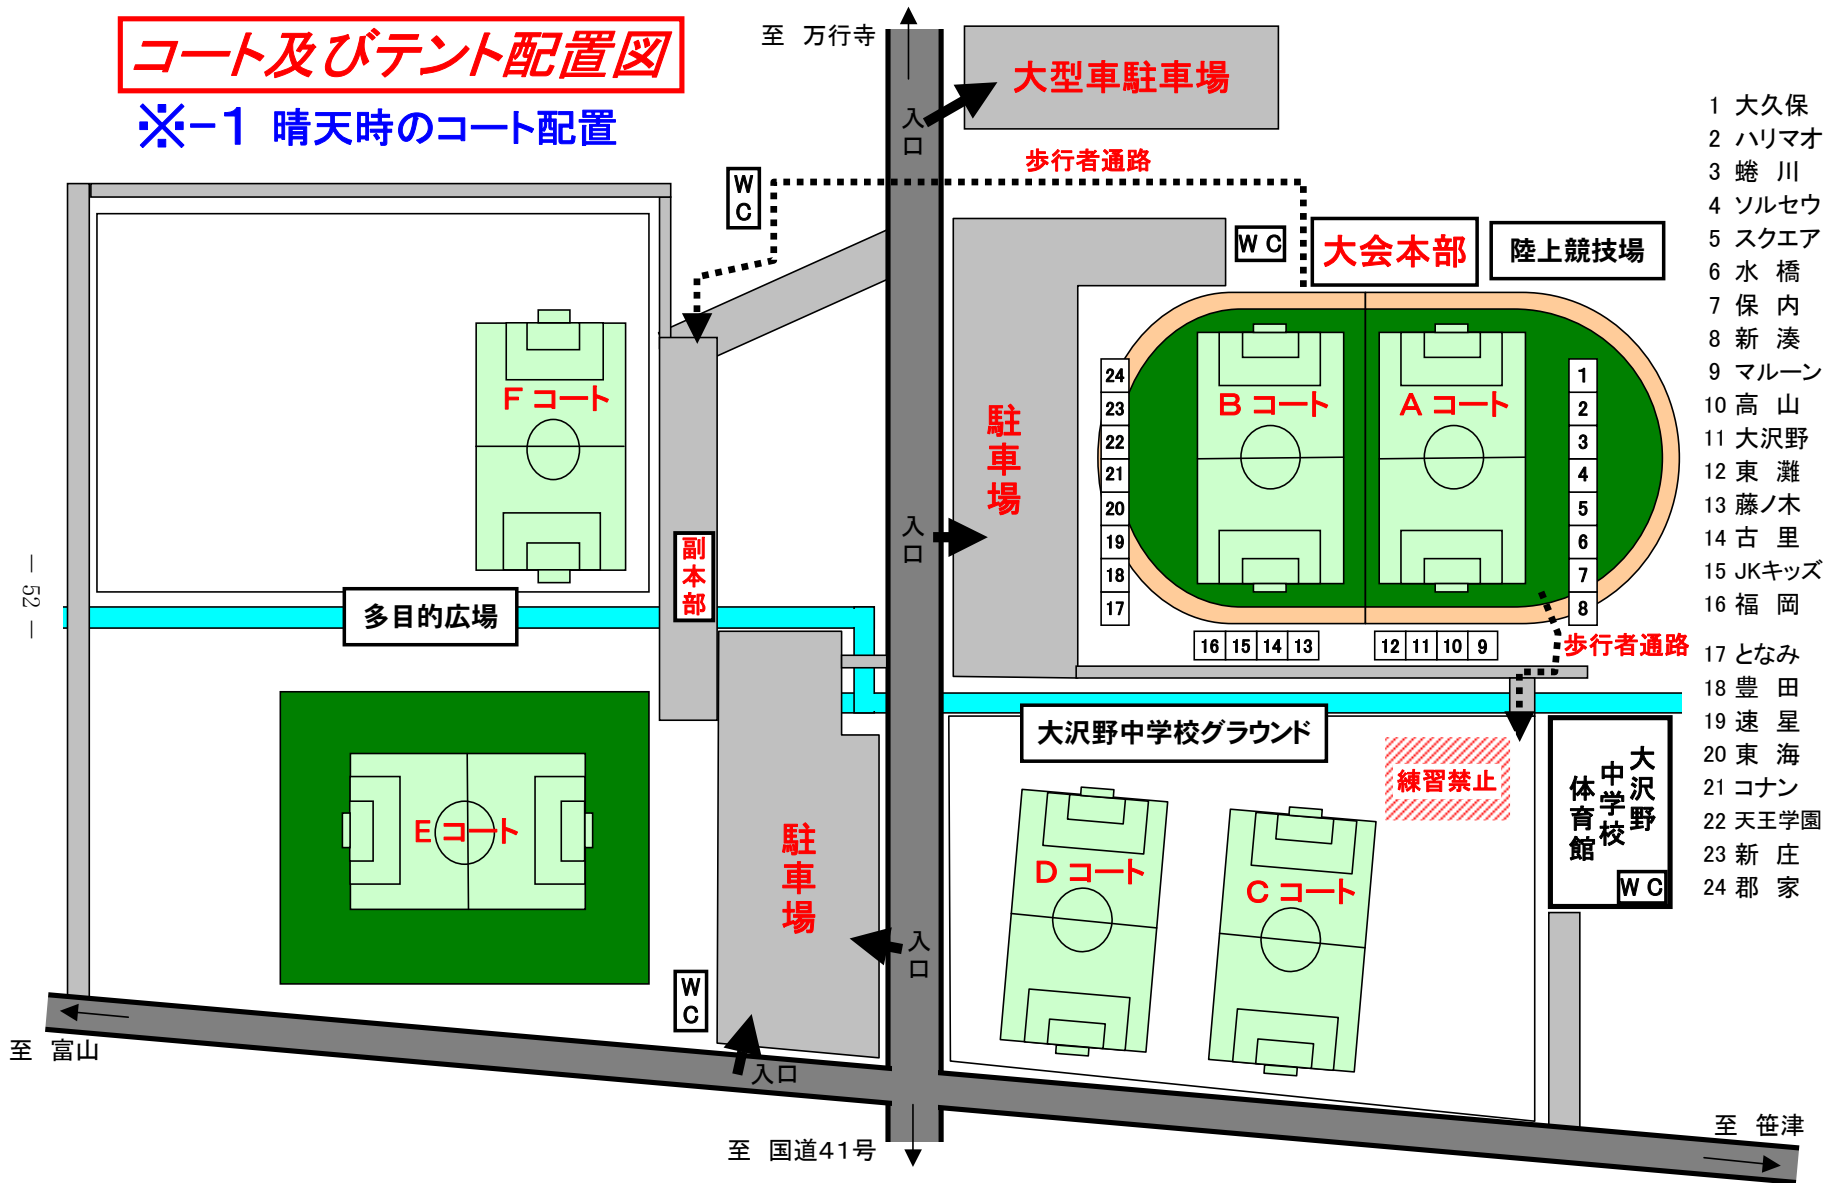 コート及びテント配置図
※-1 晴天時のコート配置
至 万行寺
入口
大型車駐車場
歩行者通路
WC
WC
大会本部
陸上競技場
Fコート
Bコート
Aコート
駐車場
入口
24
23
22
21
20
19
18
17
1
2
3
4
5
6
7
8
16 15 14 13
12 11 10 9
歩行者通路
副本部
多目的広場
大沢野中学校グラウンド
練習禁止
大沢野
中学校
体育館
WC
Eコート
駐車場
Dコート
Cコート
入口
WC
入口
至 富山
至 国道41号
至 笹津
1 大久保
2 ハリマオ
3 蜷 川
4 ソルセウ
5 スクエア
6 水 橋
7 保 内
8 新 湊
9 マルーン
10 高 山
11 大沢野
12 東 灘
13 藤ノ木
14 古 里
15 JKキッズ
16 福 岡
17 となみ
18 豊 田
19 速 星
20 東 海
21 コナン
22 天王学園
23 新 庄
24 郡 家
— 52 —